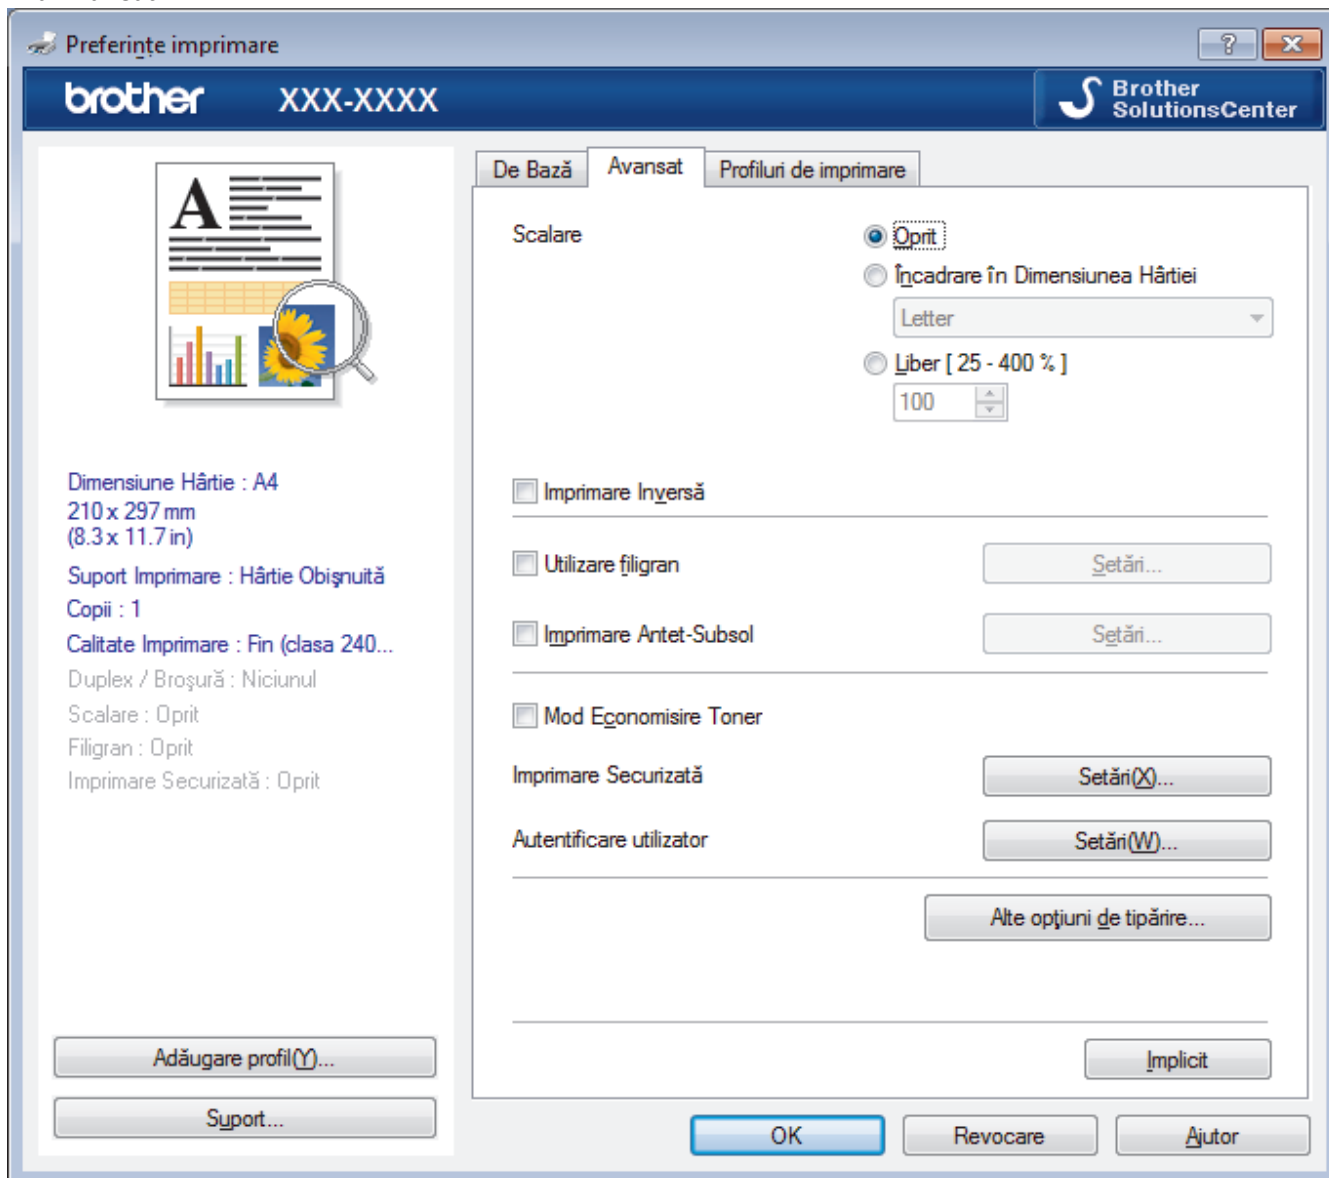 Preferințe imprimare
brother XXX-XXXX
Brother
SolutionsCenter
A
De Bază
Avansat
Profiluri de imprimare
Scalare
Oprit
Încadrare în Dimensiunea Hârtiei
Letter
Liber [ 25 - 400 % ]
100
Dimensiune Hârtie : A4
210 x 297 mm
(8.3 x 11.7 in)
Suport Imprimare : Hârtie Obişnuită
Copii : 1
Calitate Imprimare : Fin (clasa 240...
Duplex / Broşură : Niciunul
Scalare : Oprit
Filigran : Oprit
Imprimare Securizată : Oprit
Imprimare Inversă
Utilizare filigran
Setări...
Imprimare Antet-Subsol
Setări...
Mod Economisire Toner
Imprimare Securizată
Setări(X)...
Autentificare utilizator
Setări(W)...
Alte opţiuni de tipărire...
Adăugare profil(Y)...
Implicit
Suport...
OK
Revocare
Ajutor